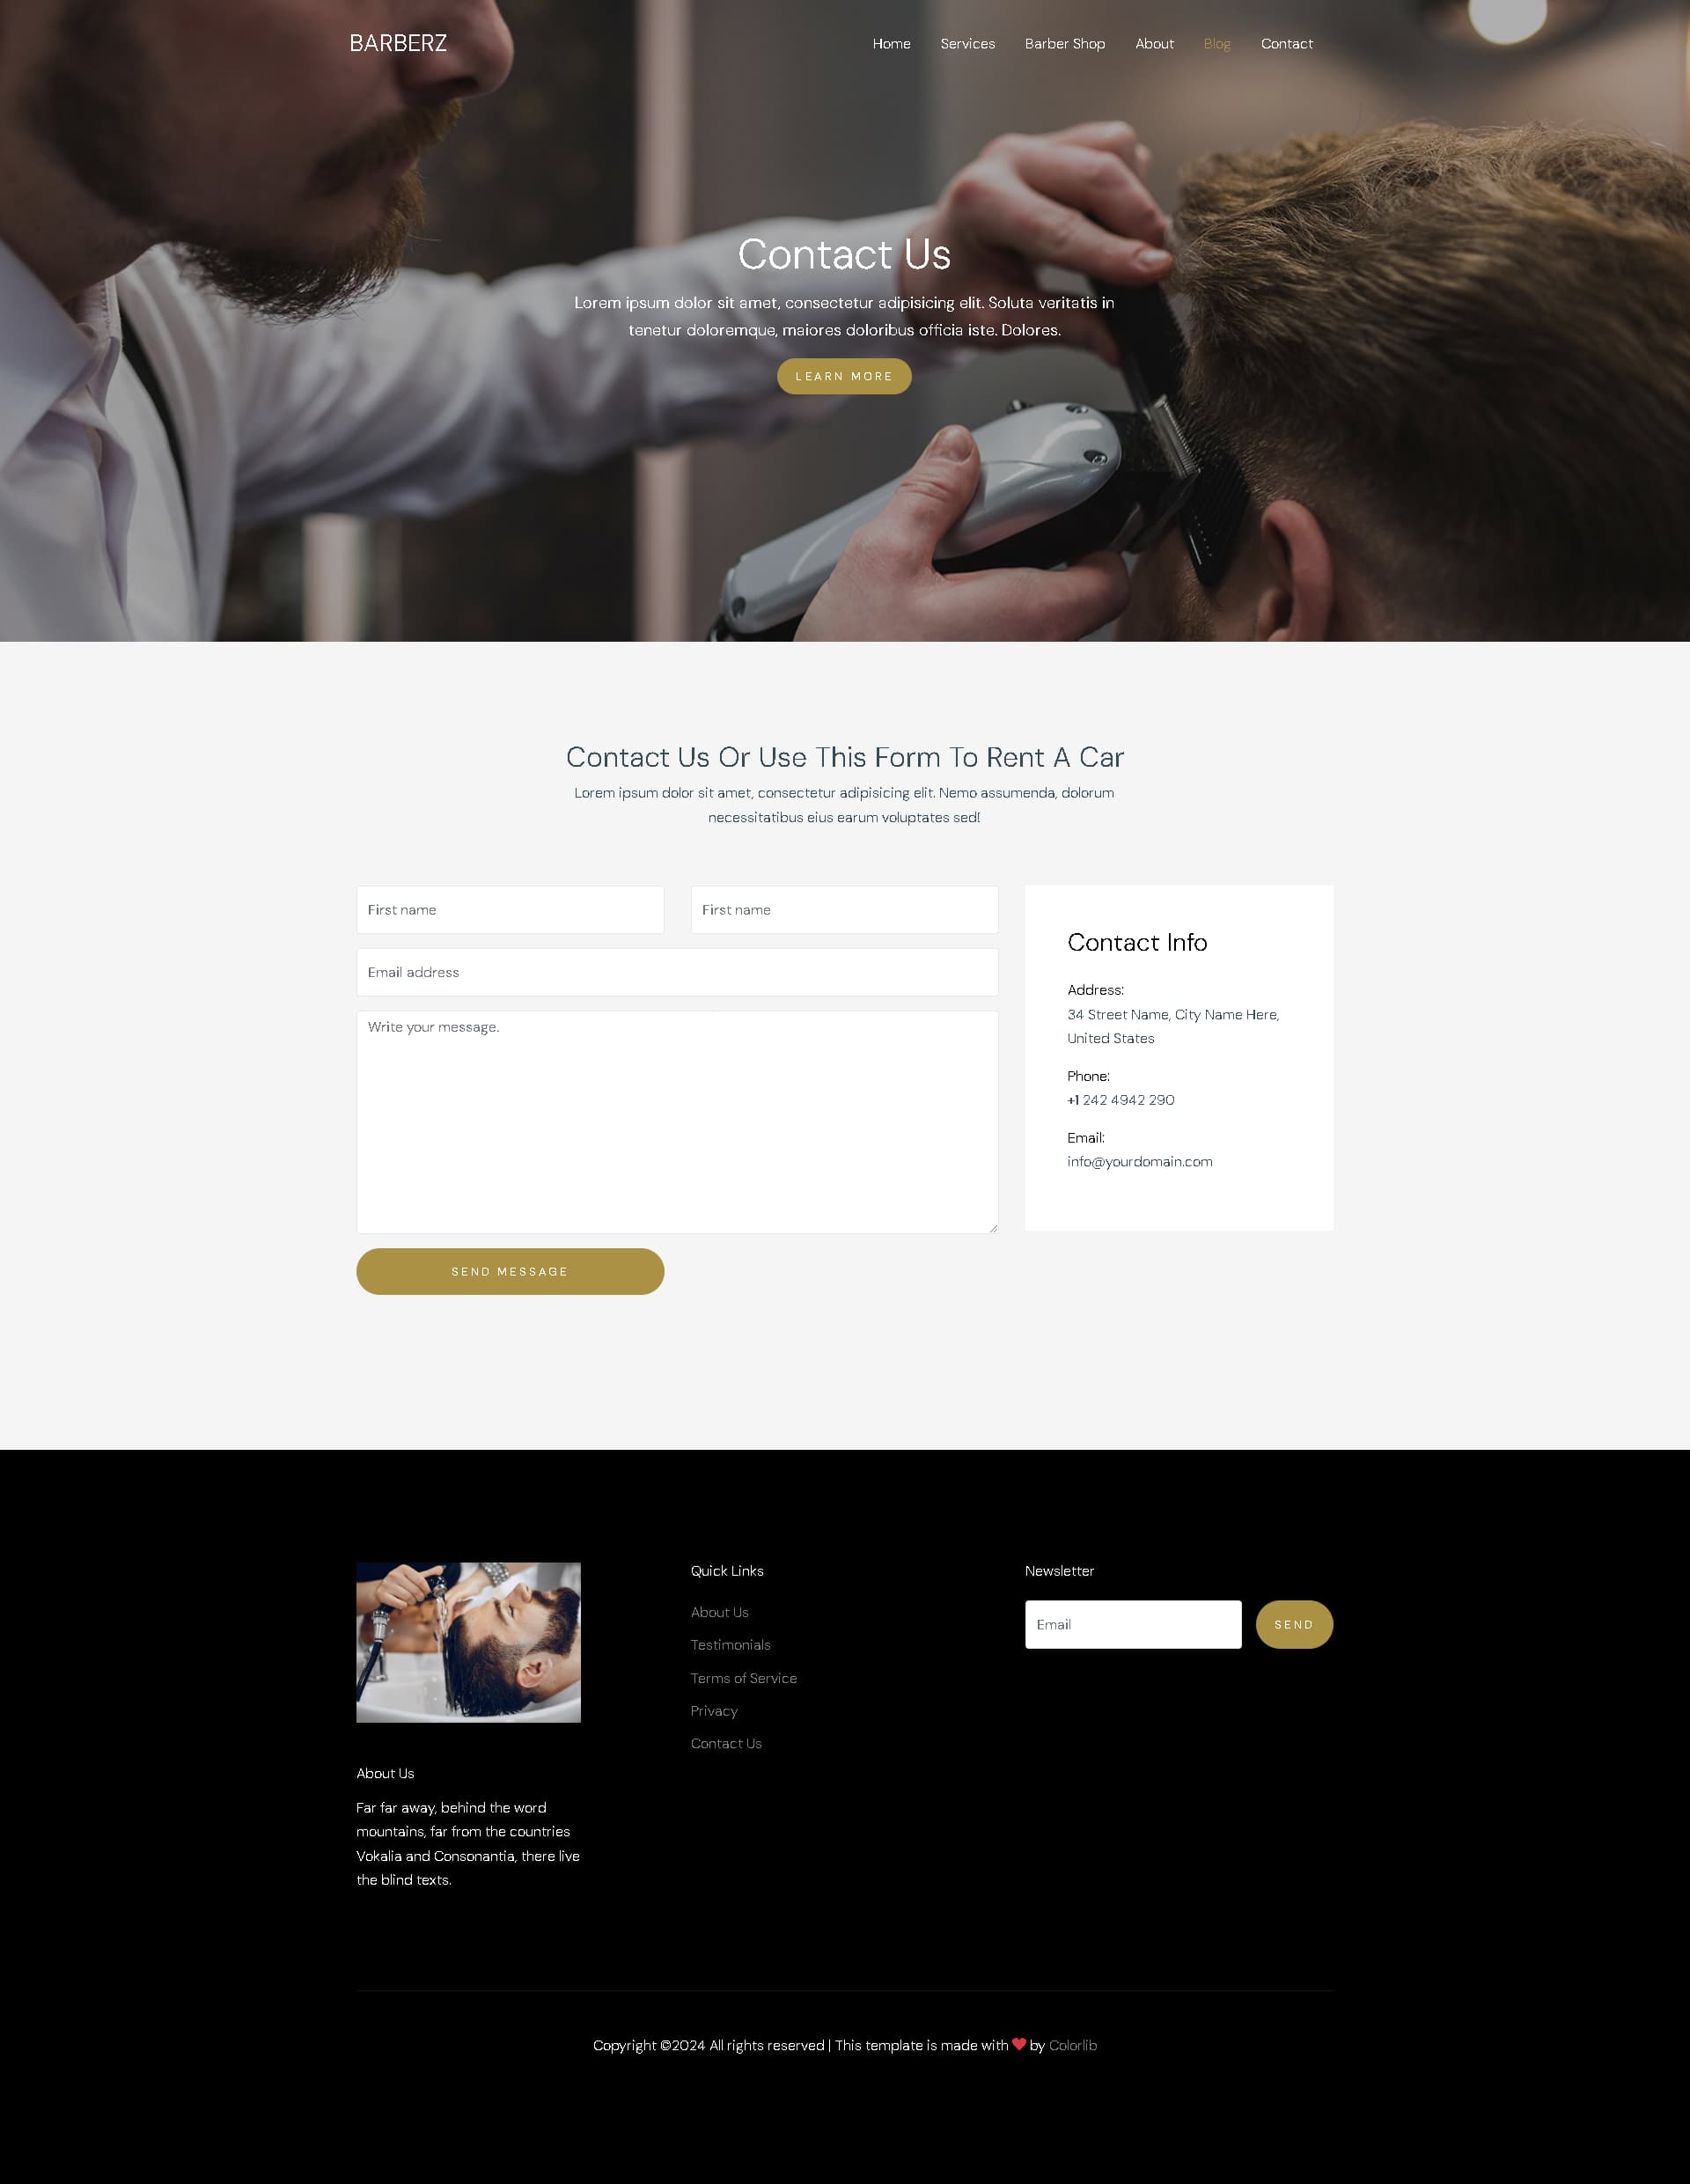 BARBERZ
Home Services Barber Shop About Blog Contact
Contact Us
Lorem ipsum dolor sit amet, consectetur adipisicing elit. Soluta veritatis in
tenetur doloremque, maiores doloribus officia iste. Dolores.
LEARN MORE
Contact Us Or Use This Form To Rent A Car
Lorem ipsum dolor sit amet, consectetur adipisicing elit. Nemo assumenda, dolorum
necessitatibus eius earum voluptates sed!
First name
First name
Email address
Write your message.
SEND MESSAGE
Contact Info
Address:
34 Street Name, City Name Here,
United States
Phone:
+1 242 4942 290
Email:
info@yourdomain.com
About Us
Far far away, behind the word
mountains, far from the countries
Vokalia and Consonantia, there live
the blind texts.
Quick Links
About Us
Testimonials
Terms of Service
Privacy
Contact Us
Newsletter
Email
SEND
Copyright ©2024 All rights reserved | This template is made with ❤ by Colorlib